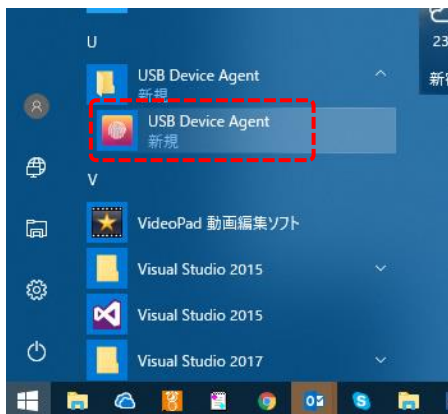 U
USB Device Agent
新規
USB Device Agent
新規
V
VideoPad 動画編集ソフト
Visual Studio 2015
Visual Studio 2015
Visual Studio 2017
23